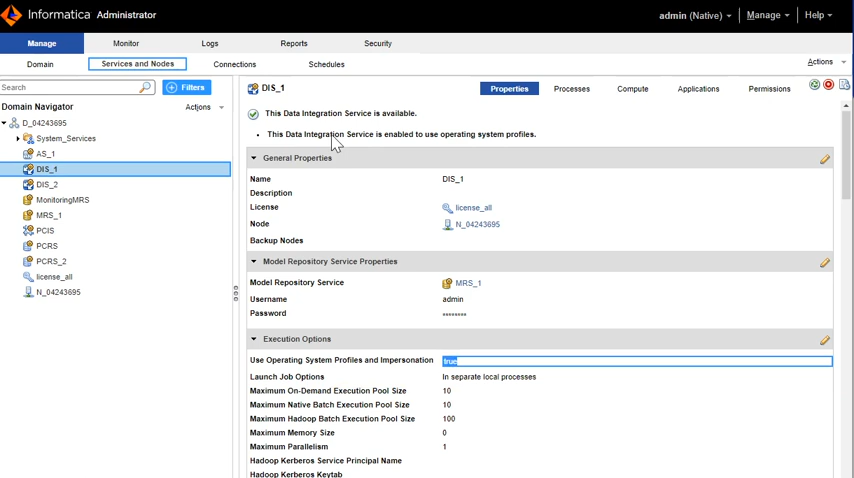 Informatica Administrator
admin (Native) Manage Help
Manage Monitor Logs Reports Security
Domain Services and Nodes Connections Schedules
Actions
Search
Filters
Domain Navigator
Actions
D_04243695
System_Services
AS_1
DIS_1
DIS_2
MonitoringMRS
MRS_1
PCIS
PCRS
PCRS_2
license_all
N_04243695
DIS_1
Properties Processes Compute Applications Permissions
This Data Integration Service is available.
• This Data Integration Service is enabled to use operating system profiles.
General Properties
Name DIS_1
Description
License license_all
Node N_04243695
Backup Nodes
Model Repository Service Properties
Model Repository Service MRS_1
Username admin
Password ********
Execution Options
Use Operating System Profiles and Impersonation true
Launch Job Options In separate local processes
Maximum On-Demand Execution Pool Size 10
Maximum Native Batch Execution Pool Size 10
Maximum Hadoop Batch Execution Pool Size 100
Maximum Memory Size 0
Maximum Parallelism 1
Hadoop Kerberos Service Principal Name
Hadoop Kerberos Keytab